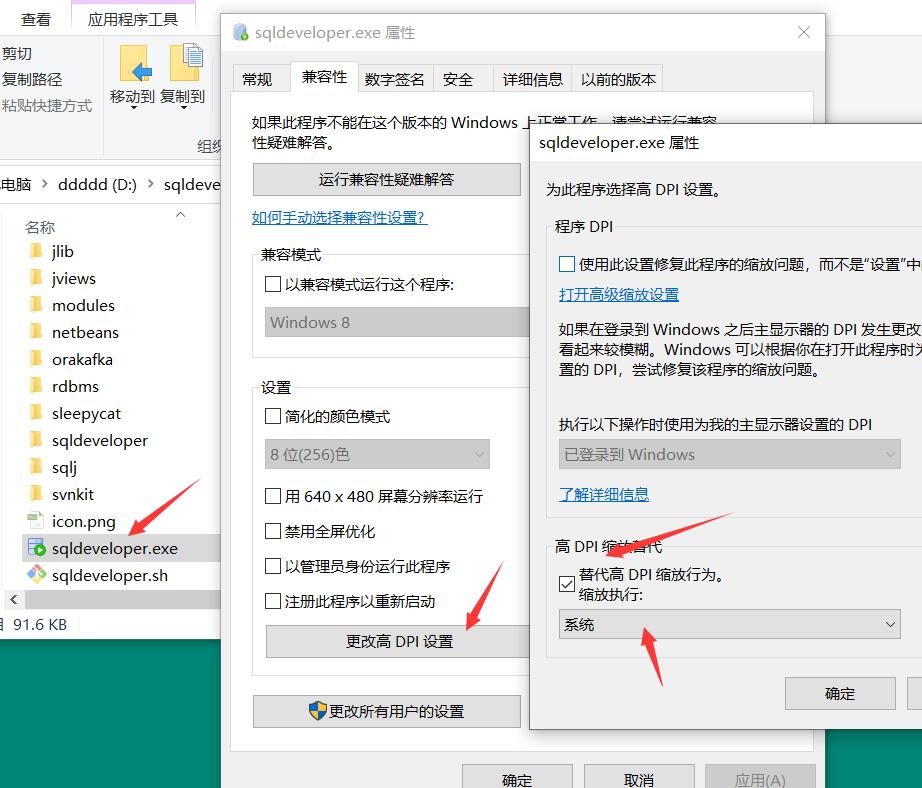 查看
应用程序工具
剪切
复制路径
粘贴快捷方式
移动到
复制到
组织
电脑 > ddddd (D:) > sqldeve
名称
jlib
jviews
modules
netbeans
orakafka
rdbms
sleepycat
sqldeveloper
sqlj
svnkit
icon.png
sqldeveloper.exe
sqldeveloper.sh
91.6 KB
sqldeveloper.exe 属性
常规
兼容性
数字签名
安全
详细信息
以前的版本
如果此程序不能在这个版本的 Windows 上正常工作，请尝试运行兼容
性疑难解答。
运行兼容性疑难解答
如何手动选择兼容性设置?
兼容模式
以兼容模式运行这个程序:
Windows 8
设置
简化的颜色模式
8 位(256)色
用 640 x 480 屏幕分辨率运行
禁用全屏优化
以管理员身份运行此程序
注册此程序以重新启动
更改高 DPI 设置
更改所有用户的设置
确定
取消
应用(A)
sqldeveloper.exe 属性
为此程序选择高 DPI 设置。
程序 DPI
使用此设置修复此程序的缩放问题，而不是“设置”中
打开高级缩放设置
如果在登录到 Windows 之后主显示器的 DPI 发生更改
看起来较模糊。Windows 可以根据你在打开此程序时为
置的 DPI，尝试修复该程序的缩放问题。
执行以下操作时使用为我的主显示器设置的 DPI
已登录到 Windows
了解详细信息
高 DPI 缩放替代
替代高 DPI 缩放行为。
缩放执行:
系统
确定